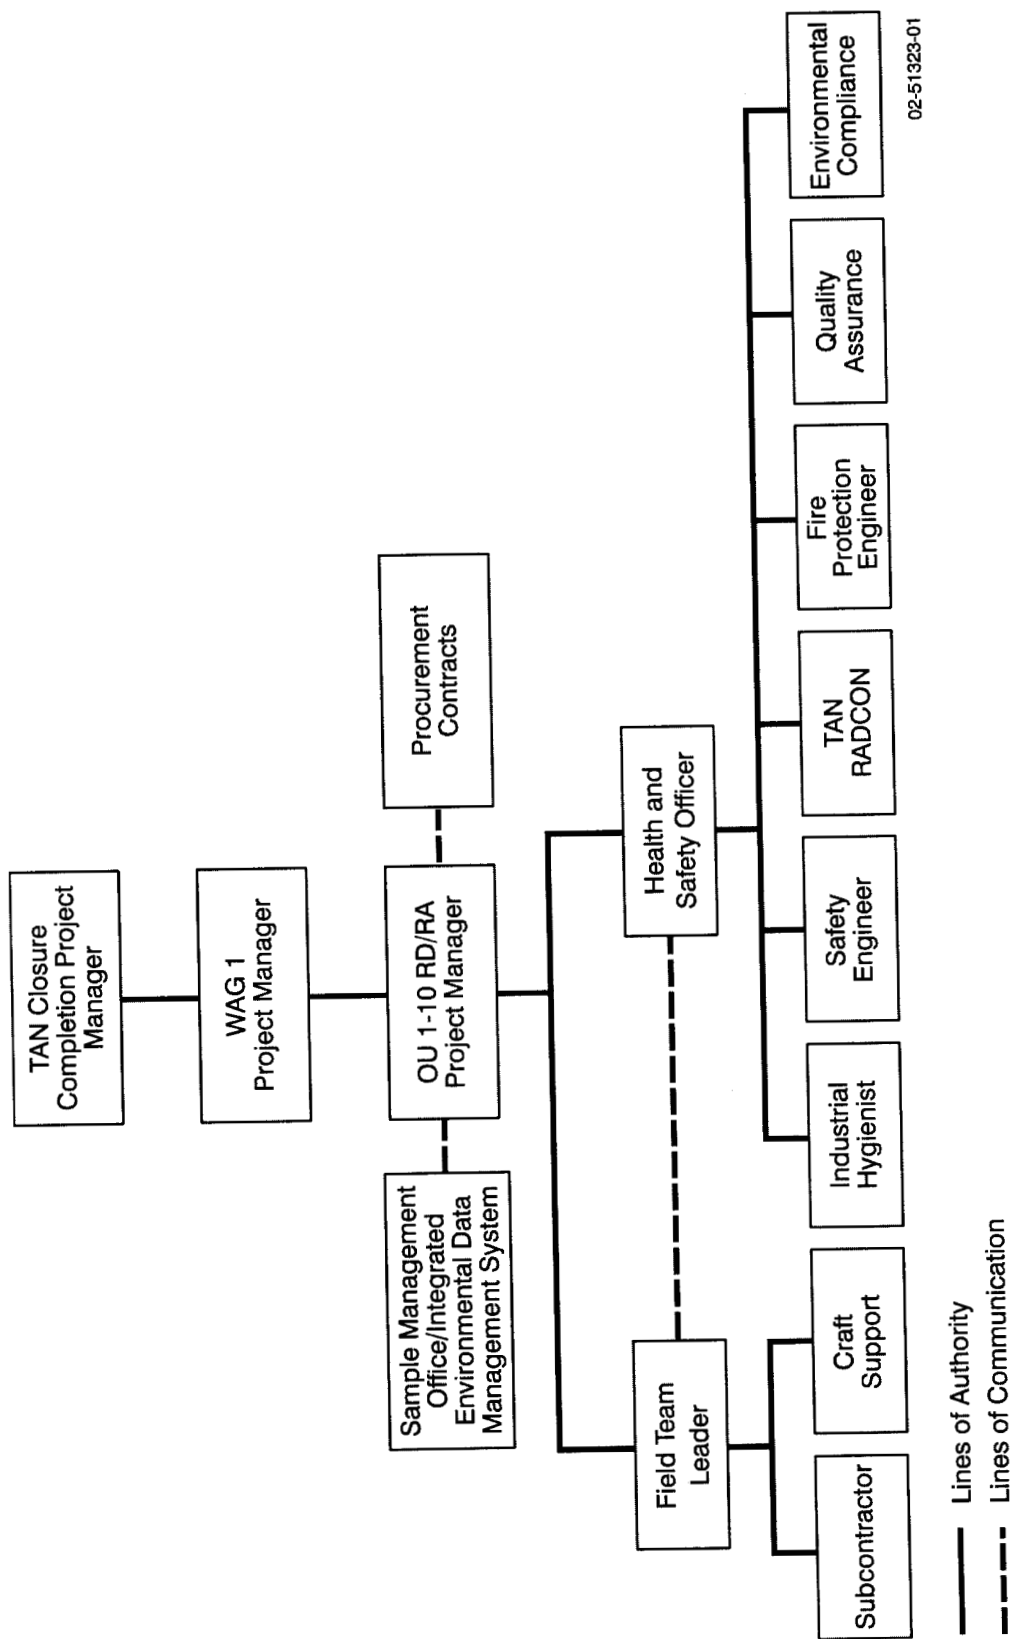 TAN Closure
Completion Project
Manager
WAG 1
Project Manager
Sample Management
Office/Integrated
Environmental Data
Management System
OU 1-10 RD/RA
Project Manager
Procurement
Contracts
Field Team
Leader
Health and
Safety Officer
Subcontractor
Craft
Support
Industrial
Hygienist
Safety
Engineer
TAN
RADCON
Fire
Protection
Engineer
Quality
Assurance
Environmental
Compliance
Lines of Authority
Lines of Communication
02-51323-01